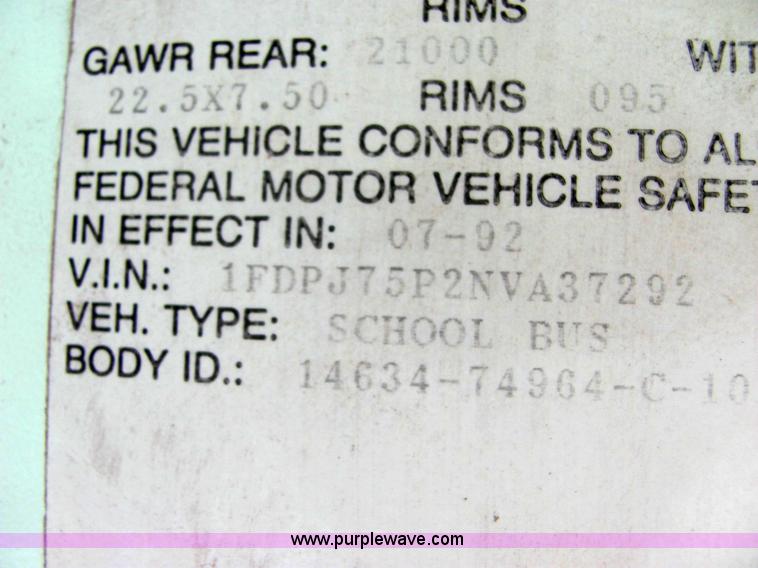 RIMS
GAWR REAR: 21000 WIT
22.5X7.50 RIMS 095
THIS VEHICLE CONFORMS TO AL
FEDERAL MOTOR VEHICLE SAFET
IN EFFECT IN: 07-92
V.I.N.: 1FDPJ75P2NVA37292
VEH. TYPE: SCHOOL BUS
BODY ID.: 14634-74964-C-10
www.purplewave.com